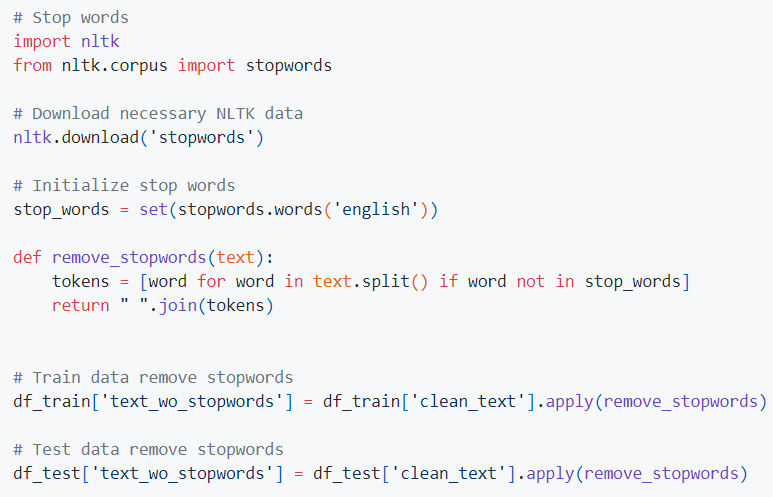 # Stop words
import nltk
from nltk.corpus import stopwords

# Download necessary NLTK data
nltk.download('stopwords')

# Initialize stop words
stop_words = set(stopwords.words('english'))

def remove_stopwords(text):
    tokens = [word for word in text.split() if word not in stop_words]
    return " ".join(tokens)


# Train data remove stopwords
df_train['text_wo_stopwords'] = df_train['clean_text'].apply(remove_stopwords)

# Test data remove stopwords
df_test['text_wo_stopwords'] = df_test['clean_text'].apply(remove_stopwords)